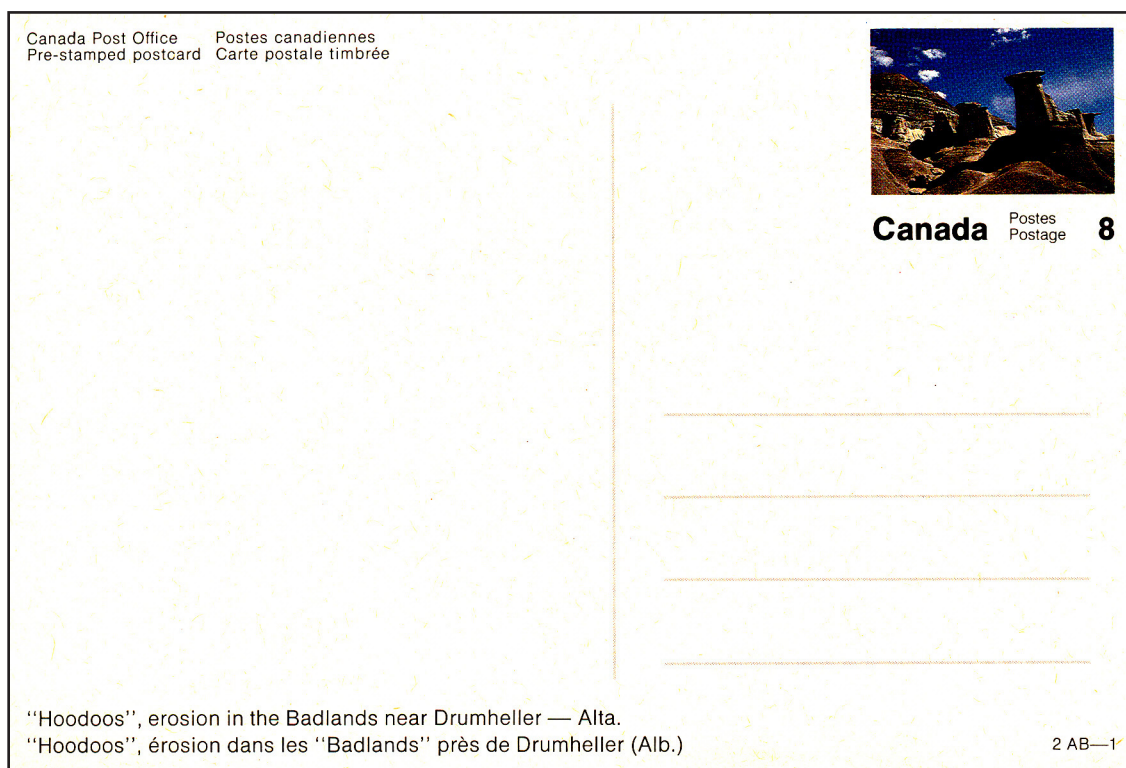 Canada Post Office Postes canadiennes
Pre-stamped postcard Carte postale timbrée
Canada Postes Postage 8
‘‘Hoodoos’’, erosion in the Badlands near Drumheller — Alta.
‘‘Hoodoos’’, érosion dans les ‘‘Badlands’’ près de Drumheller (Alb.)
2 AB—1